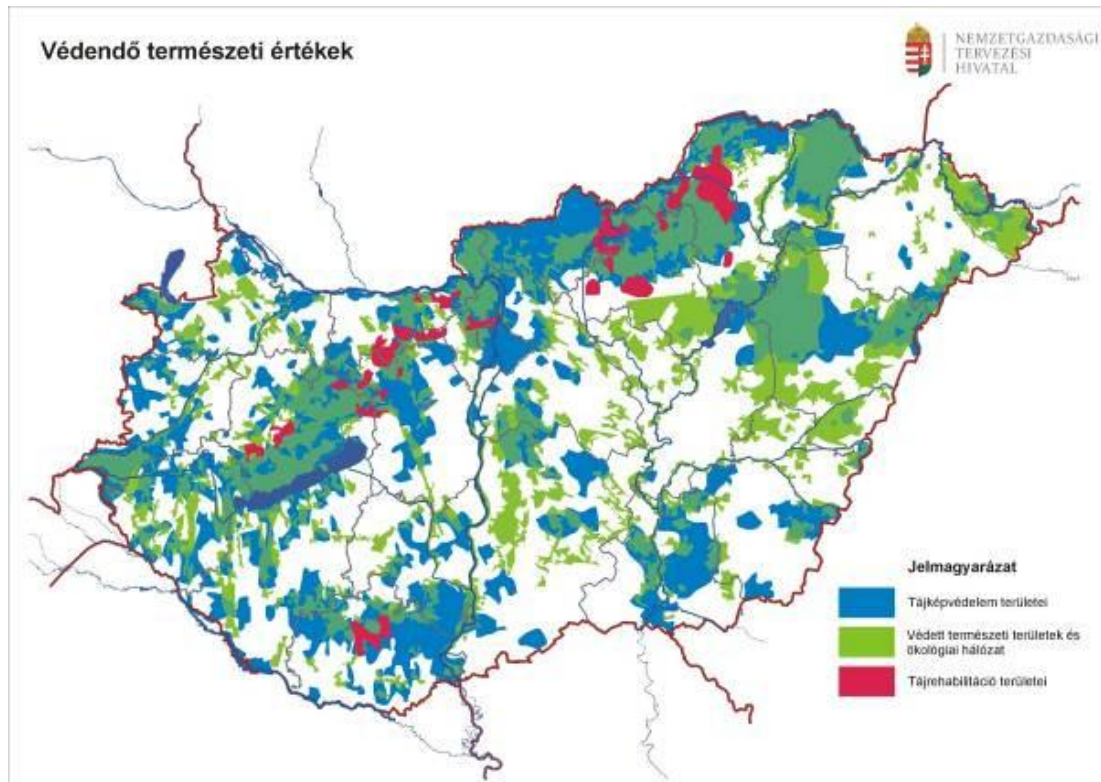 Védendő természeti értékek
NEMZETGAZDASÁGI
TERVEZÉSI
HIVATAL
Jelmagyarázat
Tájképvédelem területei
Védett természeti területek és
ökológiai hálózat
Tájrehabilitáció területei